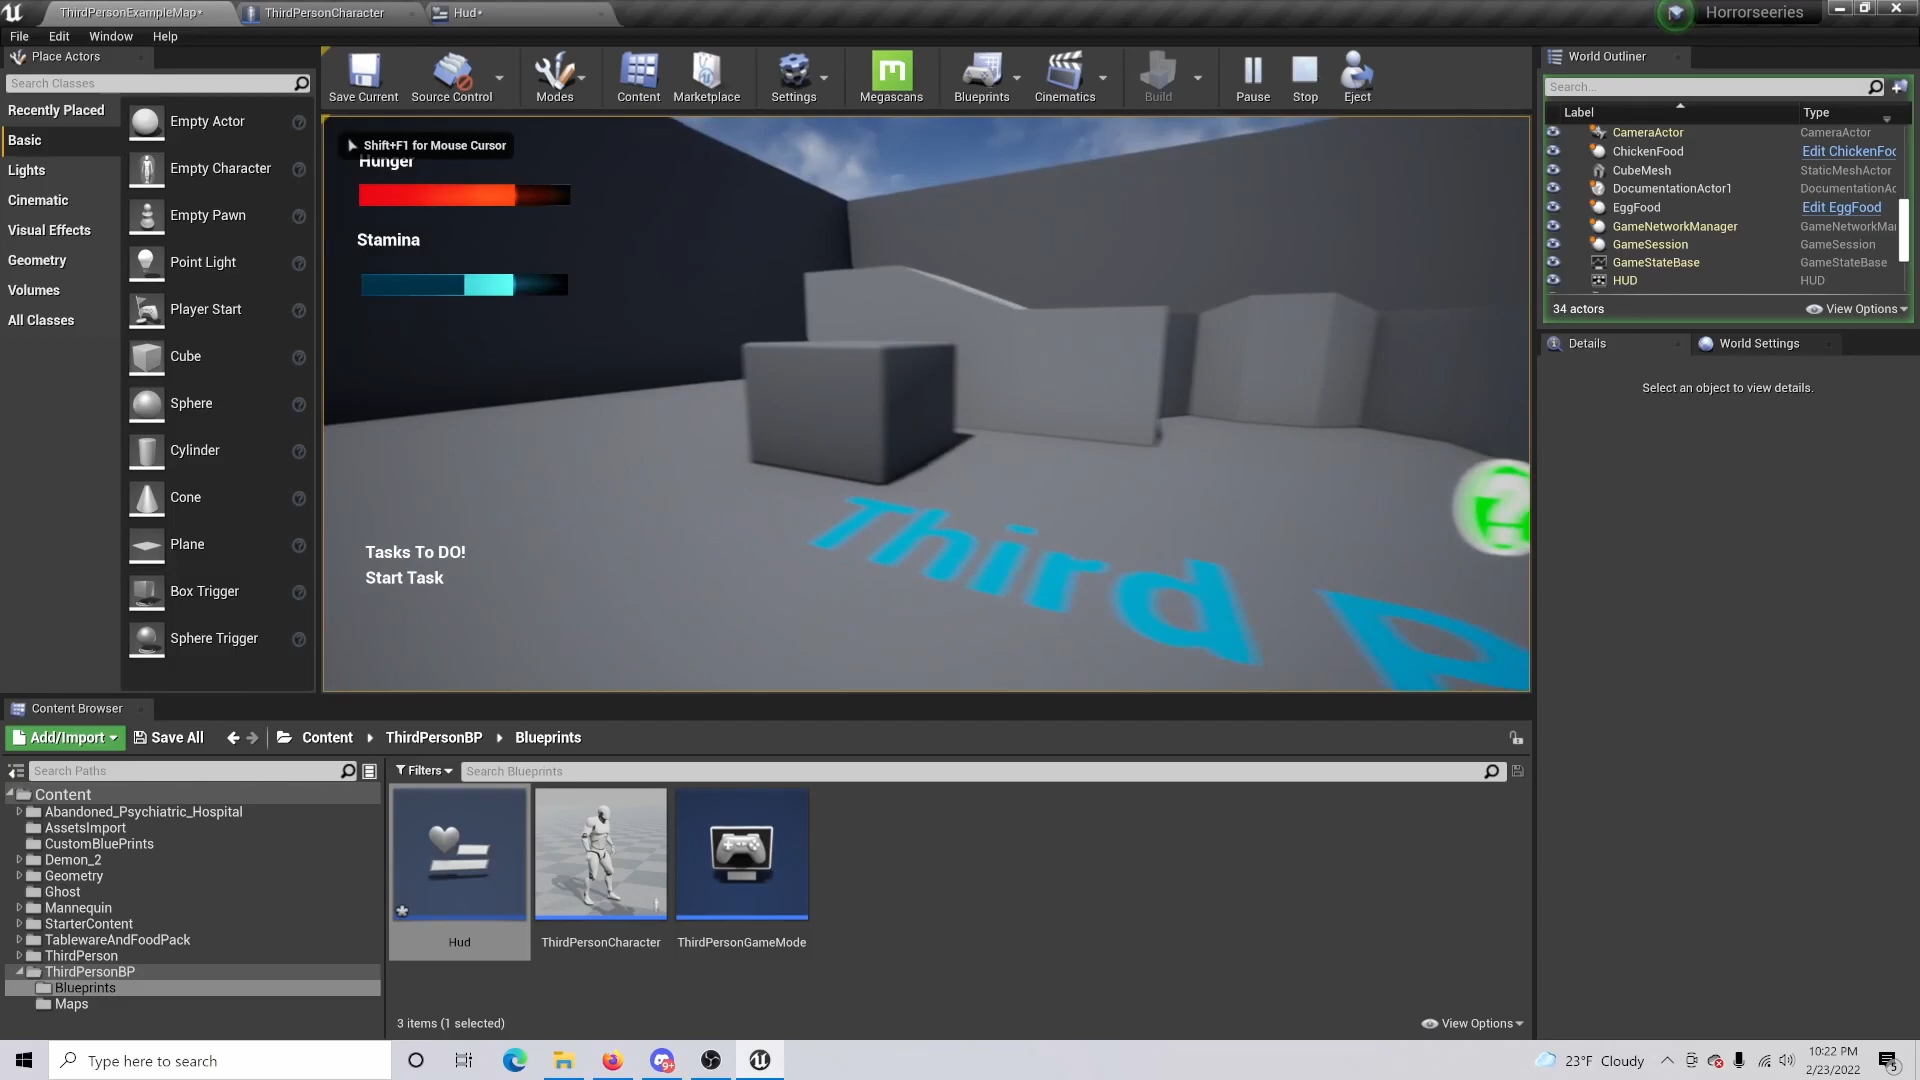 ThirdPersonExampleMap*
ThirdPersonCharacter
Hud*
Horrorseeries
File Edit Window Help
Place Actors
Search Classes
Recently Placed
Basic
Lights
Cinematic
Visual Effects
Geometry
Volumes
All Classes
Empty Actor
Empty Character
Empty Pawn
Point Light
Player Start
Cube
Sphere
Cylinder
Cone
Plane
Box Trigger
Sphere Trigger
Save Current
Source Control
Modes
Content
Marketplace
Settings
Megascans
Blueprints
Cinematics
Build
Pause
Stop
Eject
Shift+F1 for Mouse Cursor
Hunger
Stamina
Tasks To DO!
Start Task
Third
World Outliner
Search...
Label Type
CameraActor CameraActor
ChickenFood Edit ChickenFoo
CubeMesh StaticMeshActor
DocumentationActor1 DocumentationAc
EggFood Edit EggFood
GameNetworkManager GameNetworkMa
GameSession GameSession
GameStateBase GameStateBase
HUD HUD
34 actors
View Options
Details
World Settings
Select an object to view details.
Content Browser
Add/Import
Save All
Content
ThirdPersonBP
Blueprints
Search Paths
Filters
Search Blueprints
Content
Abandoned_Psychiatric_Hospital
AssetsImport
CustomBluePrints
Demon_2
Geometry
Ghost
Mannequin
StarterContent
TablewareAndFoodPack
ThirdPerson
ThirdPersonBP
Blueprints
Maps
Hud
ThirdPersonCharacter
ThirdPersonGameMode
3 items (1 selected)
View Options
Type here to search
9+
23°F Cloudy
10:22 PM
2/23/2022
5